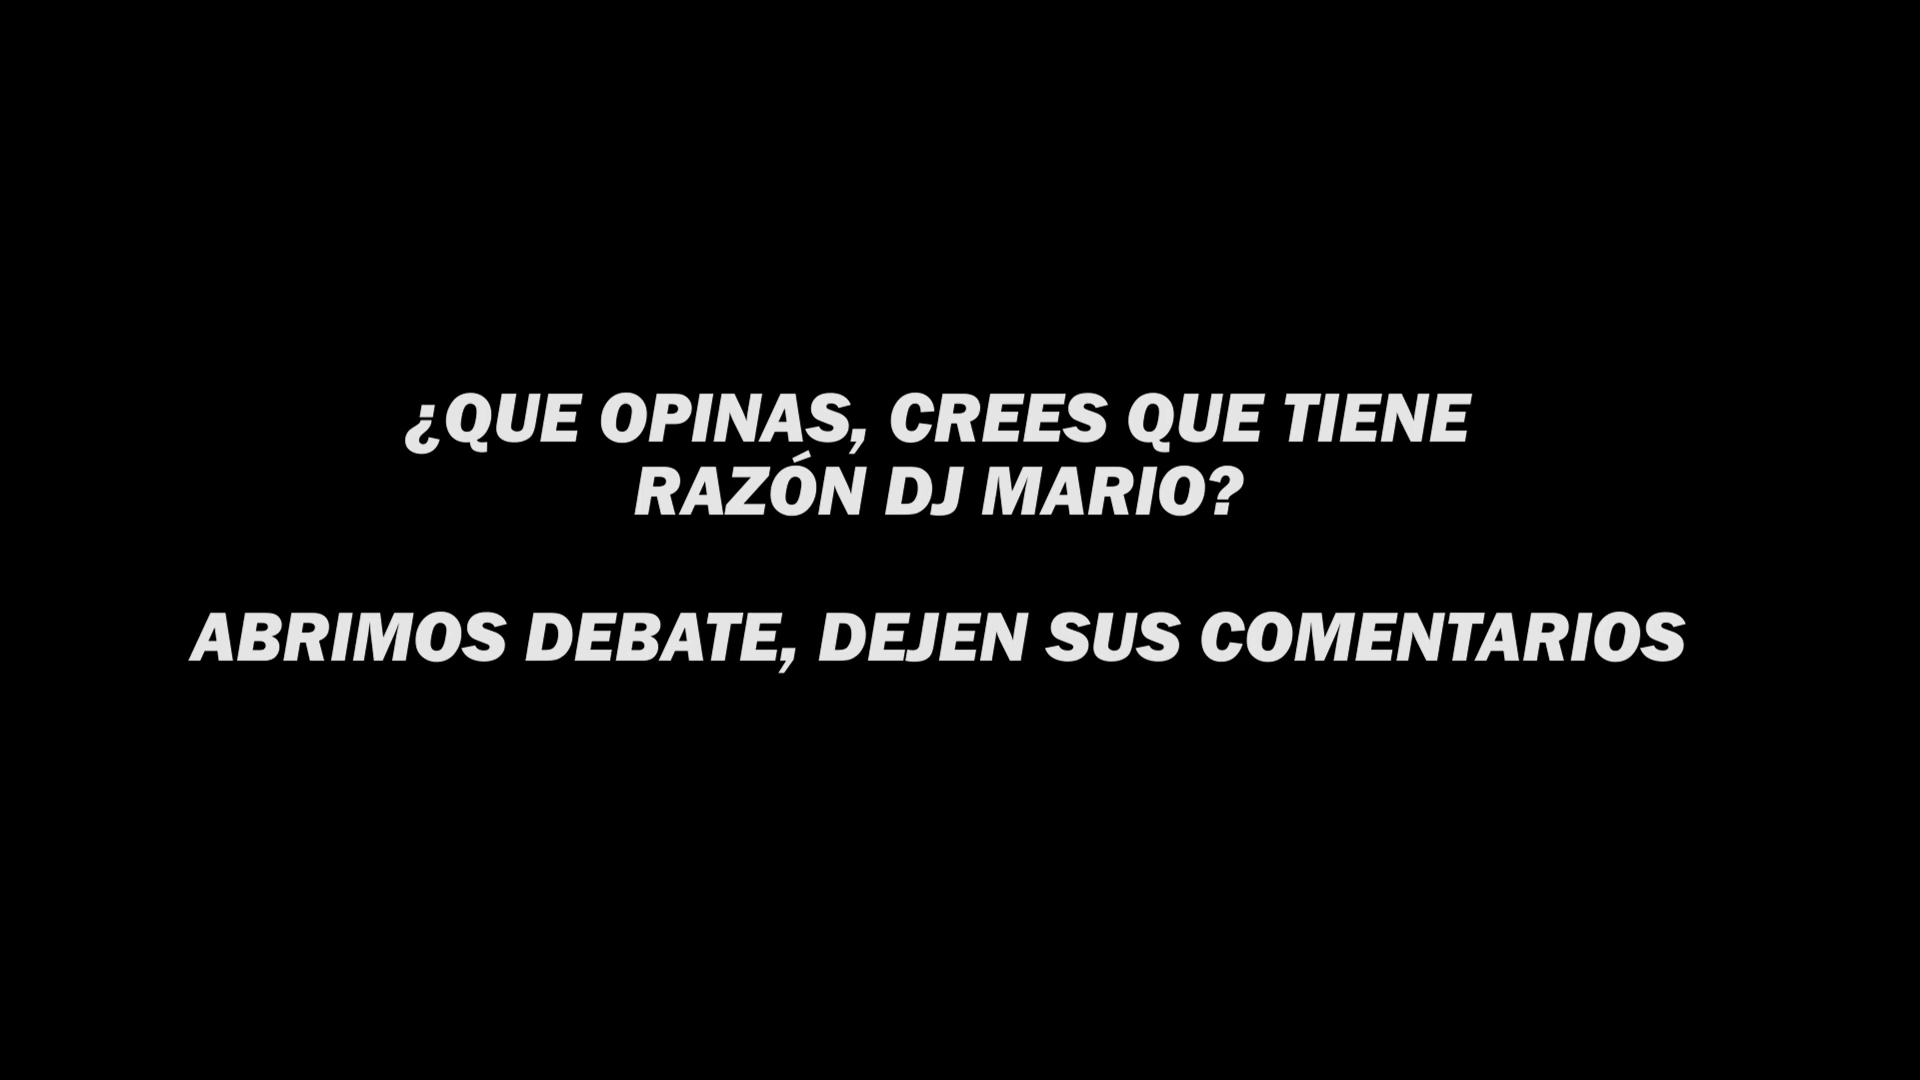 ¿QUE OPINAS, CREES QUE TIENE
RAZÓN DJ MARIO?
ABRIMOS DEBATE, DEJEN SUS COMENTARIOS